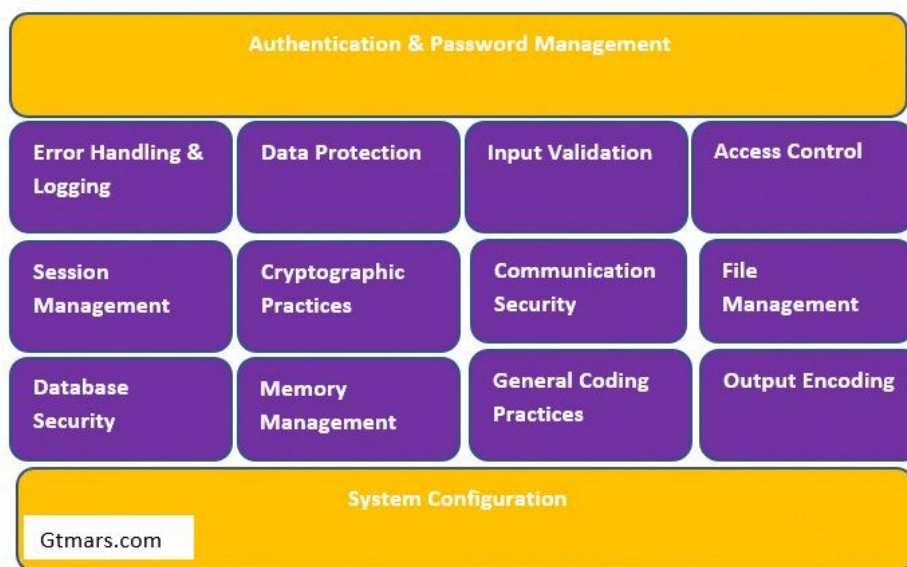 Authentication & Password Management
Error Handling &
Logging
Data Protection
Input Validation
Access Control
Session
Management
Cryptographic
Practices
Communication
Security
File
Management
Database
Security
Memory
Management
General Coding
Practices
Output Encoding
System Configuration
Gtmars.com